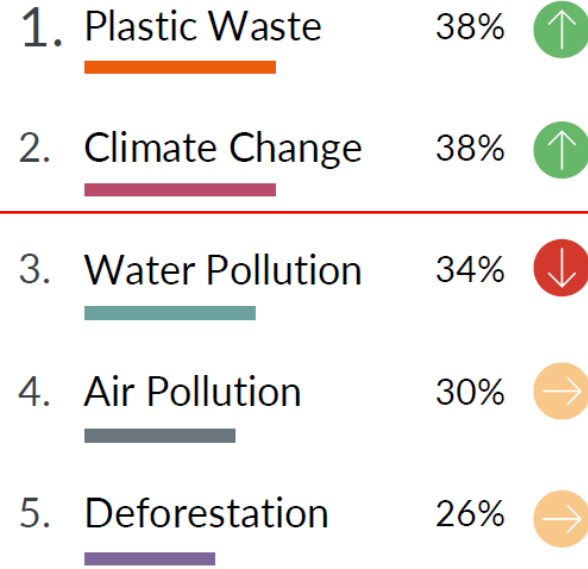 1. Plastic Waste 38%
2. Climate Change 38%
3. Water Pollution 34%
4. Air Pollution 30%
5. Deforestation 26%